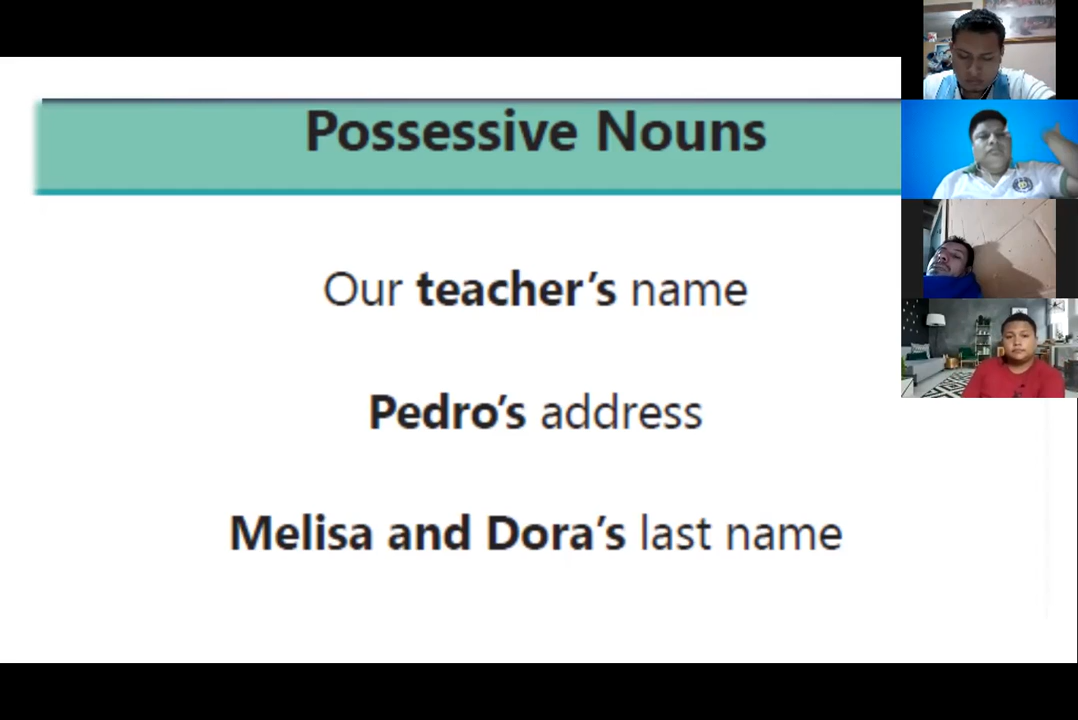 Possessive Nouns
Our teacher’s name
Pedro’s address
Melisa and Dora’s last name